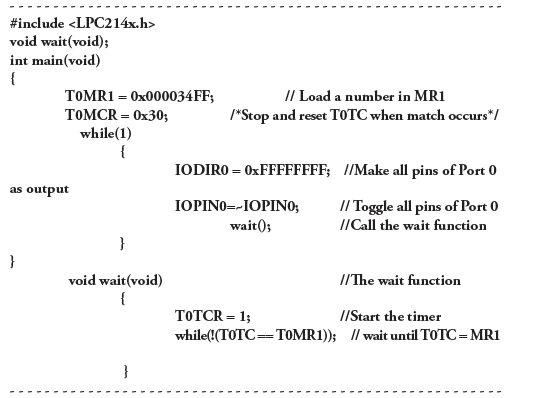 #include <LPC214x.h>
void wait(void);
int main(void)
{
T0MR1 = 0x000034FF; // Load a number in MR1
T0MCR = 0x30; /*Stop and reset T0TC when match occurs*/
while(1)
{
IODIR0 = 0xFFFFFFFF; //Make all pins of Port 0
as output
IOPIN0=~IOPIN0; // Toggle all pins of Port 0
wait(); //Call the wait function
}
}
void wait(void) //The wait function
{
T0TCR = 1; //Start the timer
while(!(T0TC == T0MR1)); // wait until T0TC = MR1
}